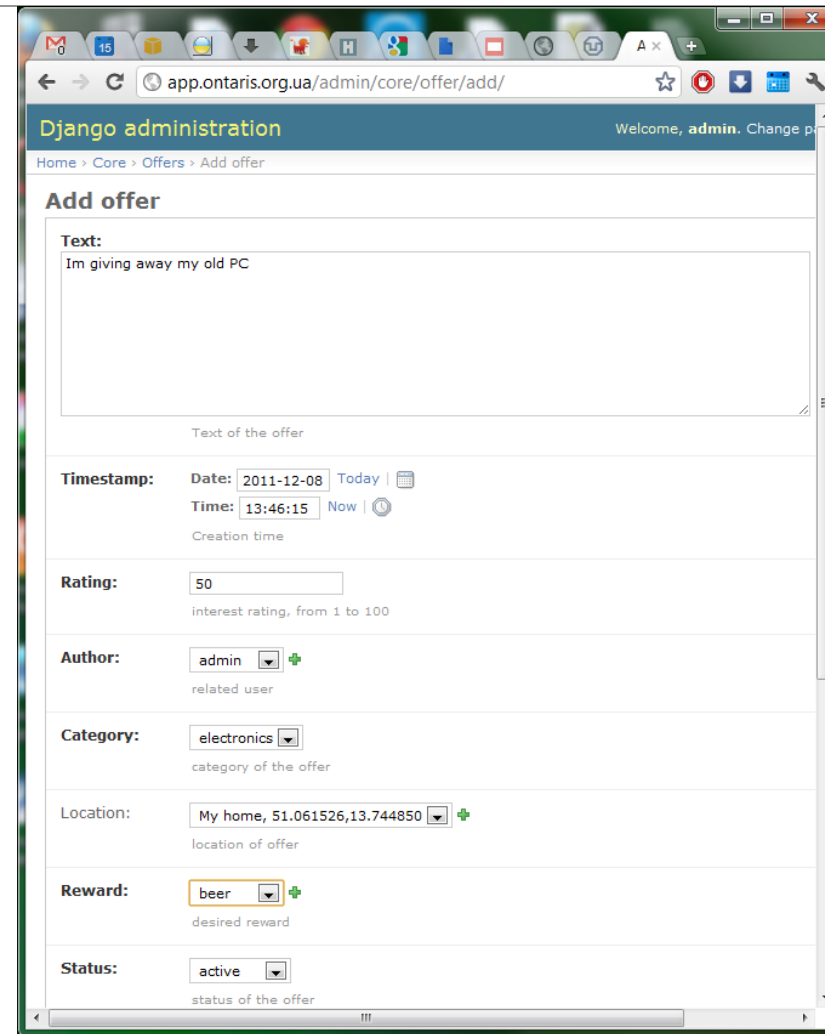 0
15
H
A ×
app.ontaris.org.ua/admin/core/offer/add/
Django administration
Welcome, admin. Change pa
Home › Core › Offers › Add offer
Add offer
Text:
Im giving away my old PC
Text of the offer
Timestamp: Date: 2011-12-08 Today |
Time: 13:46:15 Now |
Creation time
Rating: 50
interest rating, from 1 to 100
Author: admin
related user
Category: electronics
category of the offer
Location: My home, 51.061526,13.744850
location of offer
Reward: beer
desired reward
Status: active
status of the offer